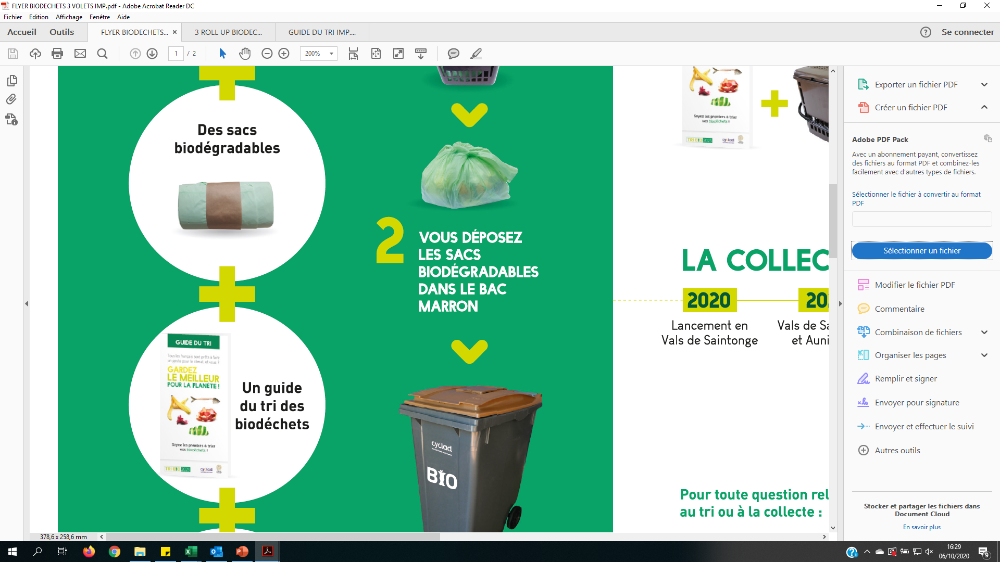 FLYER BIODECHETS 3 VOLETS IMP.pdf - Adobe Acrobat Reader DC
Fichier Edition Affichage Fenêtre Aide
Accueil Outils FLYER BIODECHETS... × 3 ROLL UP BIODEC... GUIDE DU TRI IMP.... Se connecter
1 / 2 200%
Des sacs
biodégradables
GUIDE DU TRI
Tous les français sont prêts à faire
un geste pour le climat, et vous ?
GARDEZ
LE MEILLEUR
POUR LA PLANÈTE !
Soyez les premiers à trier
vos biodéchets !
TRI BIO 2025 cyclad
Un guide
du tri des
biodéchets
2
VOUS DÉPOSEZ
LES SACS
BIODÉGRADABLES
DANS LE BAC
MARRON
cyclad
BIO
Soyez les premiers à trier
vos biodéchets !
TRI BIO 2025 cyclad
LA COLLEC
2020
Lancement en
Vals de Saintonge
20
Vals de Sa
et Auni
Pour toute question rel
au tri ou à la collecte :
378,6 x 258,6 mm
Exporter un fichier PDF
Créer un fichier PDF
Adobe PDF Pack
Avec un abonnement payant, convertissez
des fichiers au format PDF et combinez-les
facilement avec d'autres types de fichiers.
Sélectionner le fichier à convertir au format
PDF
Sélectionner un fichier
Modifier le fichier PDF
Commentaire
Combinaison de fichiers
Organiser les pages
Remplir et signer
Envoyer pour signature
Envoyer et effectuer le suivi
Autres outils
Stocker et partager les fichiers dans
Document Cloud
En savoir plus
16:29
06/10/2020
9